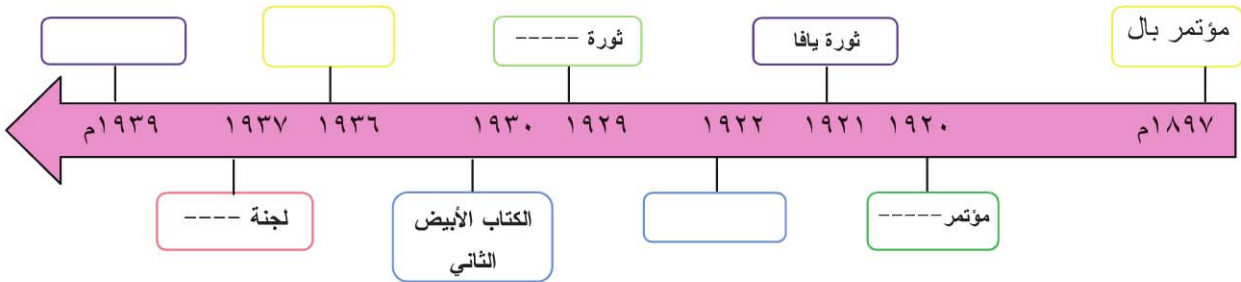 مؤتمر بال
ثورة يافا
ثورة -----
١٨٩٧م
١٩٢٠
١٩٢١
١٩٢٢
١٩٢٩
١٩٣٠
١٩٣٦
١٩٣٧
١٩٣٩م
مؤتمر-----
الكتاب الأبيض
الثاني
لجنة ----